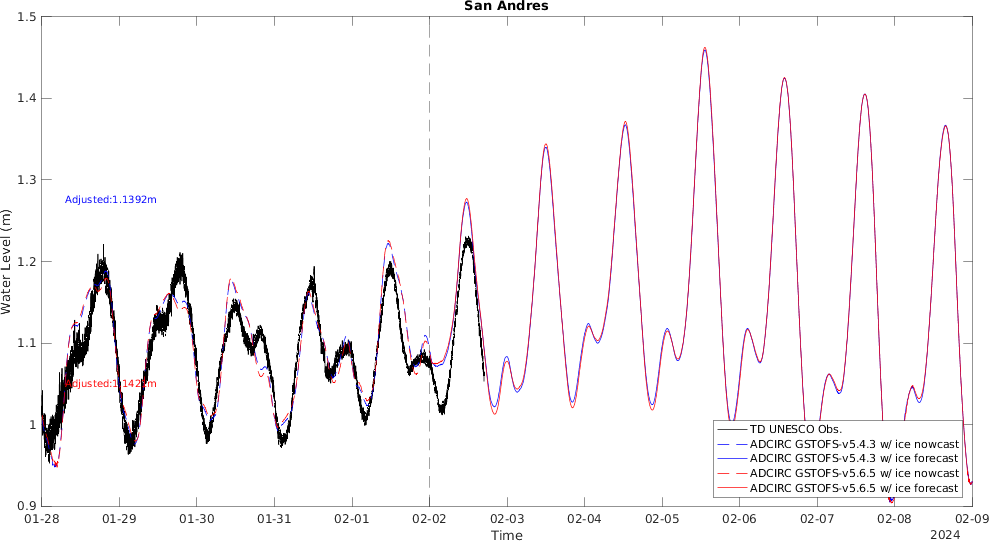 San Andres
1.5
1.4
1.3
1.2
1.1
1
0.9
Water Level (m)
Adjusted:1.1392m
TD UNESCO Obs.
ADCIRC GSTOFS-v5.4.3 w/ ice nowcast
ADCIRC GSTOFS-v5.4.3 w/ ice forecast
ADCIRC GSTOFS-v5.6.5 w/ ice nowcast
ADCIRC GSTOFS-v5.6.5 w/ ice forecast
01-28 01-29 01-30 01-31 02-01 02-02 02-03 02-04 02-05 02-06 02-07 02-08 02-09
Time
2024